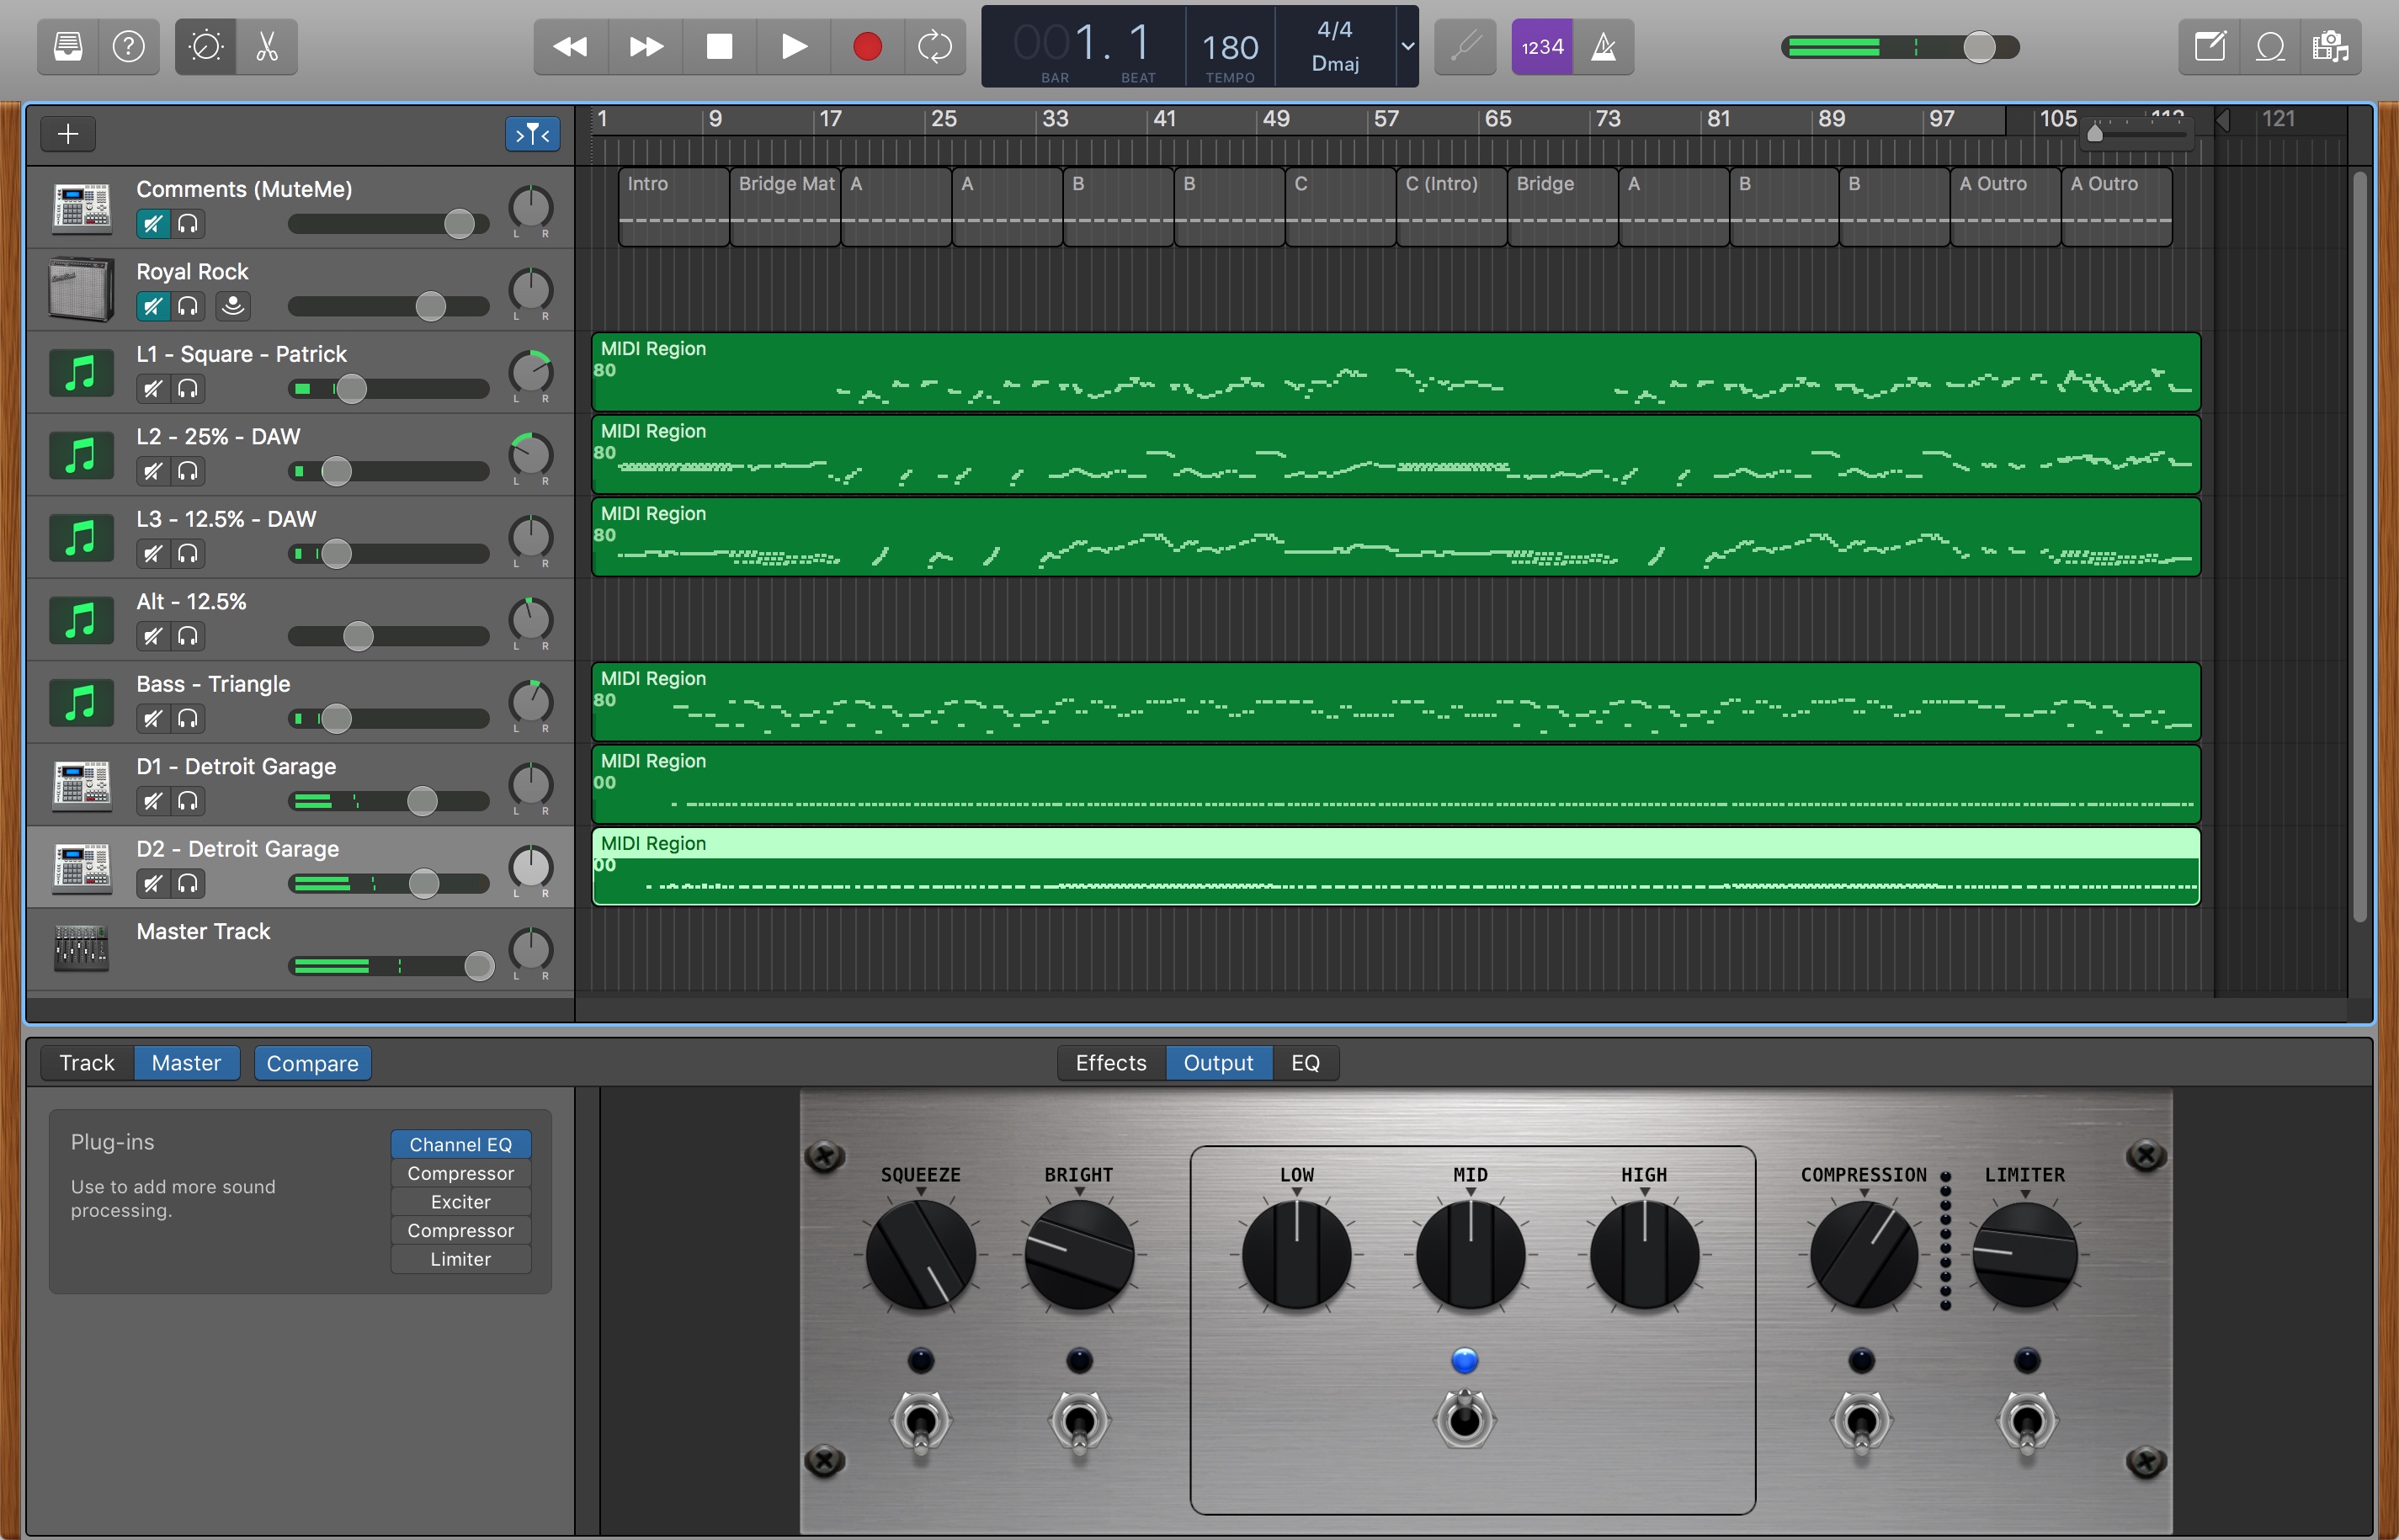 001. 1
BAR BEAT
180
TEMPO
4/4
Dmaj
1234
1 9 17 25 33 41 49 57 65 73 81 89 97 105 113 121
Comments (MuteMe)
L R
Intro Bridge Mat A A B B C C (Intro) Bridge A B B A Outro A Outro
Royal Rock
L R
L1 - Square - Patrick
L R
MIDI Region
80
L2 - 25% - DAW
L R
MIDI Region
80
L3 - 12.5% - DAW
L R
MIDI Region
80
Alt - 12.5%
L R
Bass - Triangle
L R
MIDI Region
80
D1 - Detroit Garage
L R
MIDI Region
00
D2 - Detroit Garage
L R
MIDI Region
00
Master Track
L R
Track Master Compare
Effects Output EQ
Plug-ins
Use to add more sound
processing.
Channel EQ
Compressor
Exciter
Compressor
Limiter
SQUEEZE BRIGHT LOW MID HIGH COMPRESSION LIMITER